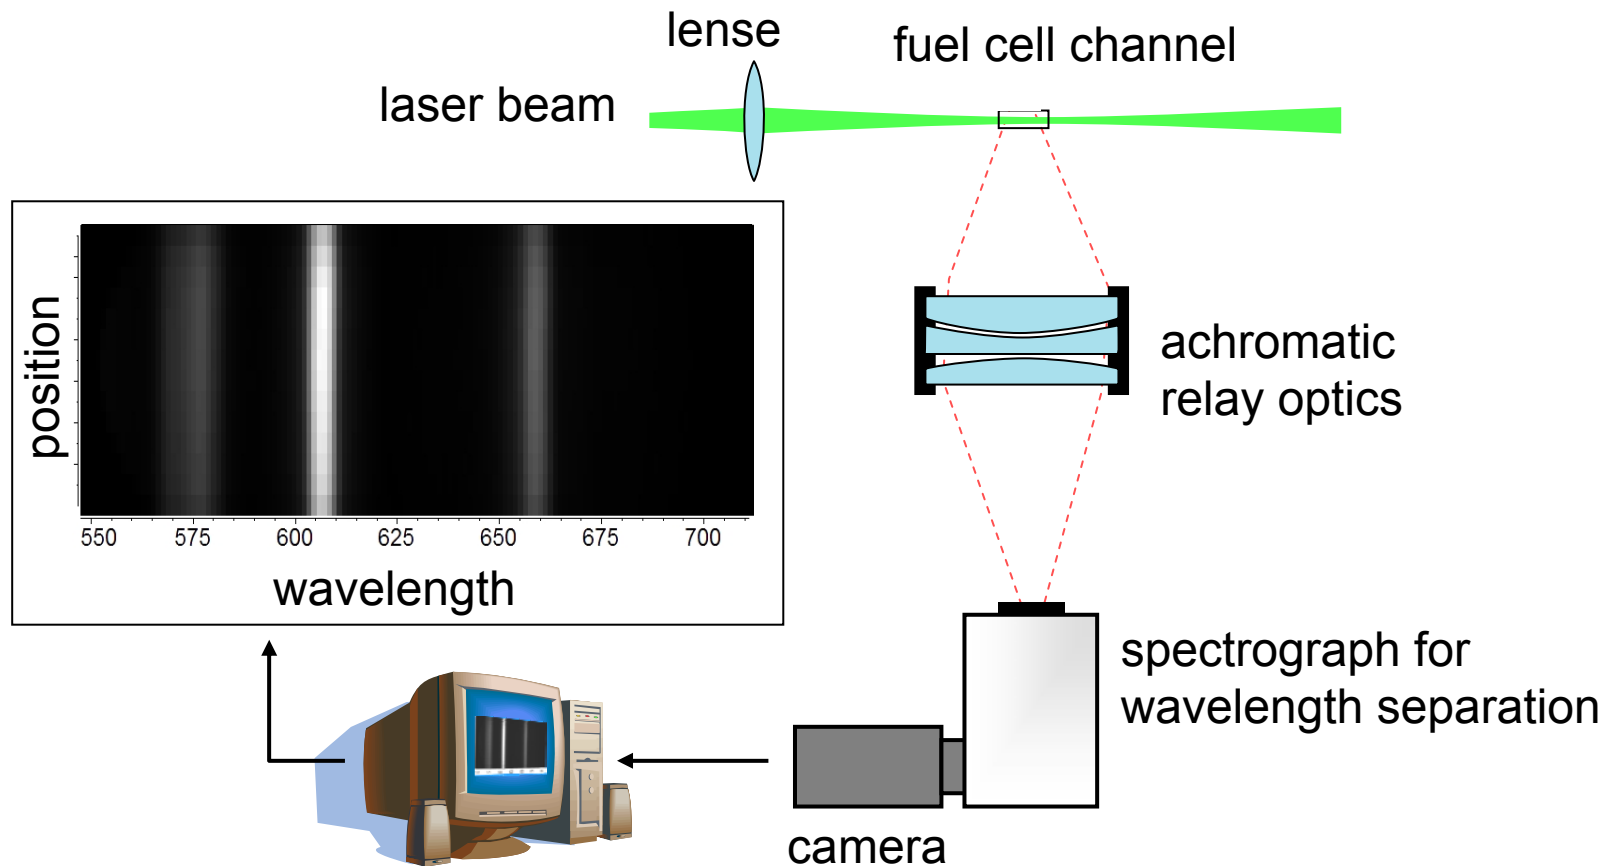 lense
fuel cell channel
laser beam
position
550 575 600 625 650 675 700
wavelength
achromatic
relay optics
spectrograph for
wavelength separation
camera